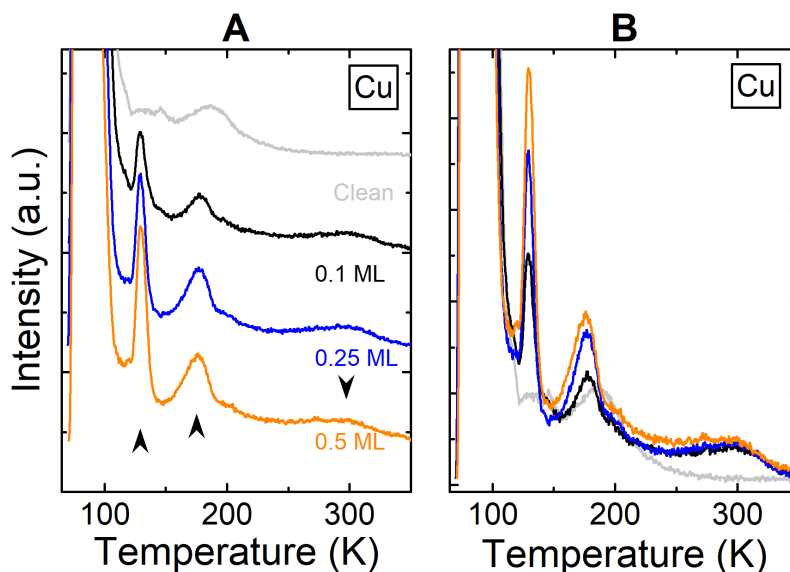 A
B
Cu
Cu
Clean
0.1 ML
0.25 ML
0.5 ML
Intensity (a.u.)
100
200
300
100
200
300
Temperature (K)
Temperature (K)